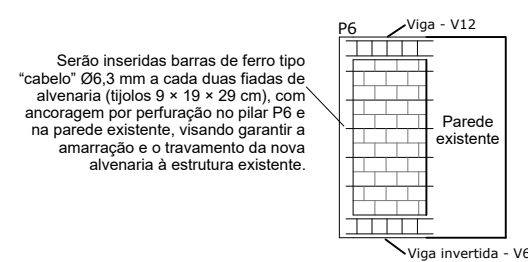 P6
Viga - V12
Serão inseridas barras de ferro tipo
“cabelo” Ø6,3 mm a cada duas fiadas de
alvenaria (tijolos 9 × 19 × 29 cm), com
ancoragem por perfuração no pilar P6 e
na parede existente, visando garantir a
amarração e o travamento da nova
alvenaria à estrutura existente.
Parede
existente
Viga invertida - V6